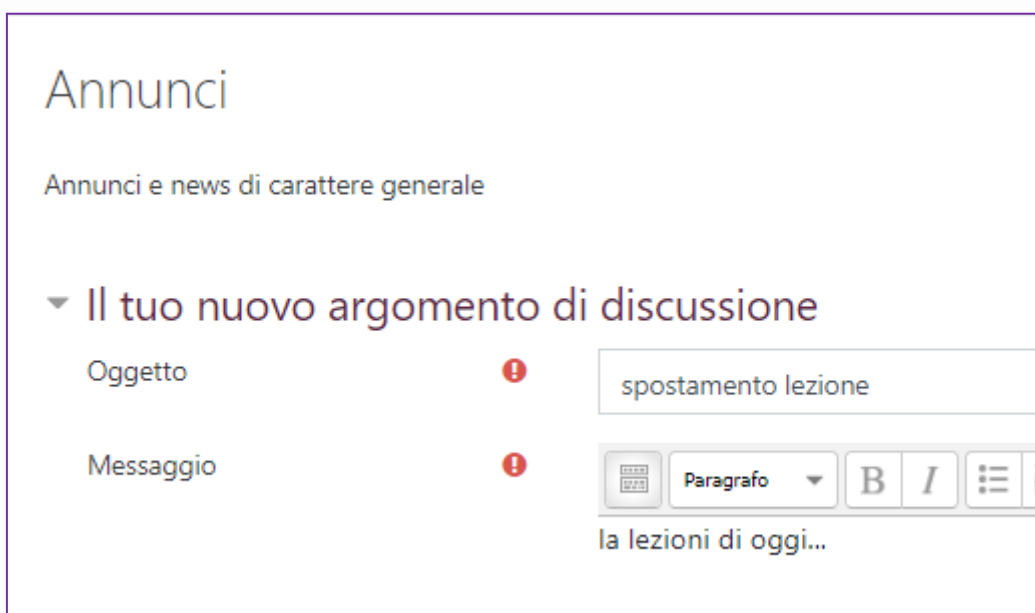 Annunci
Annunci e news di carattere generale
Il tuo nuovo argomento di discussione
Oggetto
spostamento lezione
Messaggio
Paragrafo B I
la lezioni di oggi...